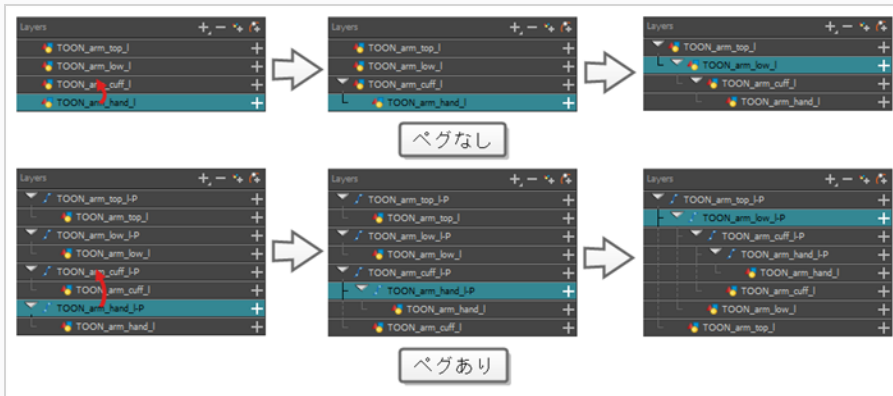 Layers
TOON_arm_top_l
TOON_arm_low_l
TOON_arm_cuff_l
TOON_arm_hand_l
Layers
TOON_arm_top_l
TOON_arm_low_l
TOON_arm_cuff_l
TOON_arm_hand_l
Layers
TOON_arm_top_l
TOON_arm_low_l
TOON_arm_cuff_l
TOON_arm_hand_l
ペグなし
Layers
TOON_arm_top_l-P
TOON_arm_top_l
TOON_arm_low_l-P
TOON_arm_low_l
TOON_arm_cuff_l-P
TOON_arm_cuff_l
TOON_arm_hand_l-P
TOON_arm_hand_l
Layers
TOON_arm_top_l-P
TOON_arm_top_l
TOON_arm_low_l-P
TOON_arm_low_l
TOON_arm_cuff_l-P
TOON_arm_hand_l-P
TOON_arm_hand_l
TOON_arm_cuff_l
Layers
TOON_arm_top_l-P
TOON_arm_low_l-P
TOON_arm_cuff_l-P
TOON_arm_hand_l-P
TOON_arm_hand_l
TOON_arm_cuff_l
TOON_arm_low_l
TOON_arm_top_l
ペグあり